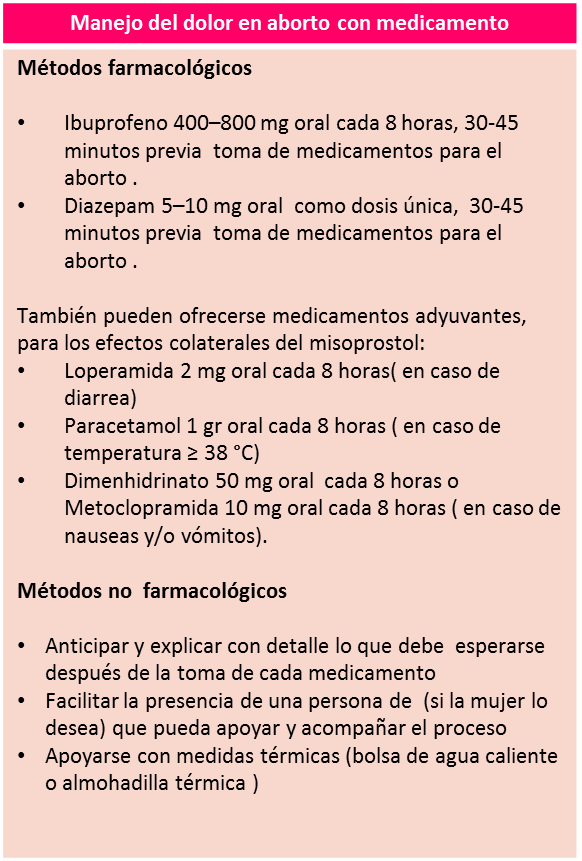 Manejo del dolor en aborto con medicamento
Métodos farmacológicos
• Ibuprofeno 400–800 mg oral cada 8 horas, 30-45
minutos previa toma de medicamentos para el
aborto .
• Diazepam 5–10 mg oral como dosis única, 30-45
minutos previa toma de medicamentos para el
aborto .
También pueden ofrecerse medicamentos adyuvantes,
para los efectos colaterales del misoprostol:
• Loperamida 2 mg oral cada 8 horas( en caso de
diarrea)
• Paracetamol 1 gr oral cada 8 horas ( en caso de
temperatura ≥ 38 °C)
• Dimenhidrinato 50 mg oral cada 8 horas o
Metoclopramida 10 mg oral cada 8 horas ( en caso de
nauseas y/o vómitos).
Métodos no farmacológicos
• Anticipar y explicar con detalle lo que debe esperarse
después de la toma de cada medicamento
• Facilitar la presencia de una persona de (si la mujer lo
desea) que pueda apoyar y acompañar el proceso
• Apoyarse con medidas térmicas (bolsa de agua caliente
o almohadilla térmica )